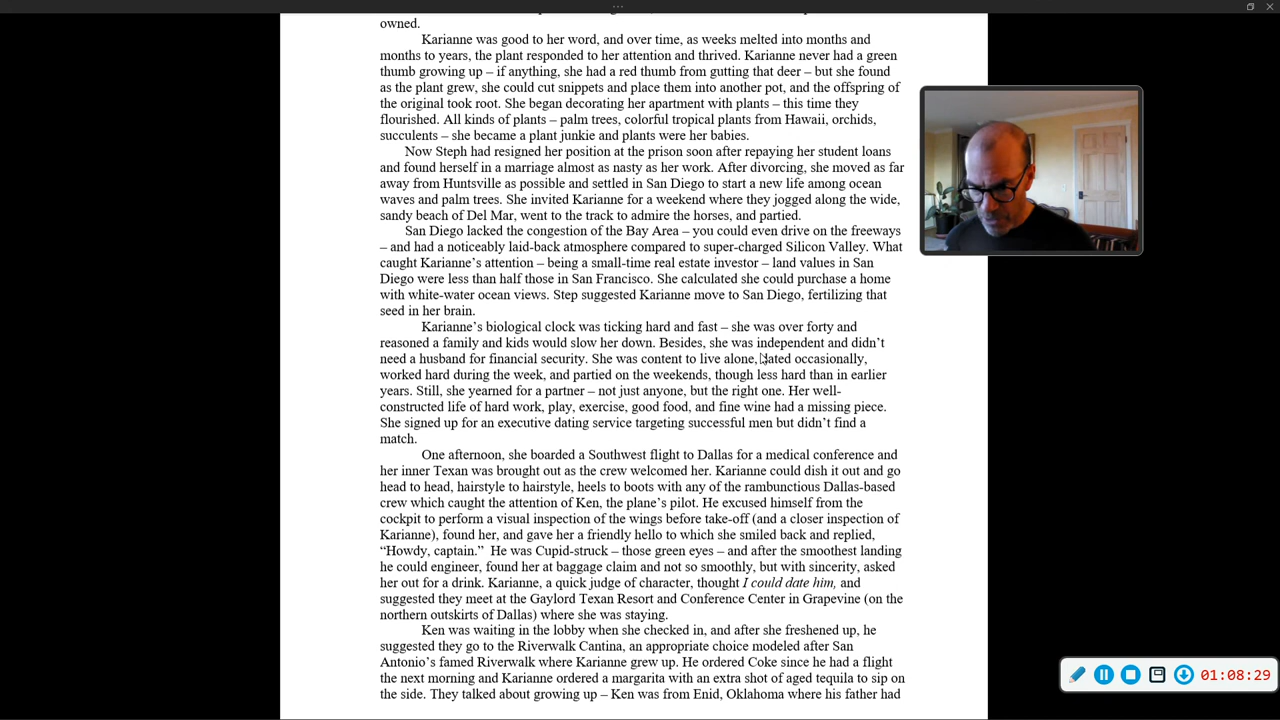 owned.
Karianne was good to her word, and over time, as weeks melted into months and
months to years, the plant responded to her attention and thrived. Karianne never had a green
thumb growing up – if anything, she had a red thumb from gutting that deer – but she found
as the plant grew, she could cut snippets and place them into another pot, and the offspring of
the original took root. She began decorating her apartment with plants – this time they
flourished. All kinds of plants – palm trees, colorful tropical plants from Hawaii, orchids,
succulents – she became a plant junkie and plants were her babies.
Now Steph had resigned her position at the prison soon after repaying her student loans
and found herself in a marriage almost as nasty as her work. After divorcing, she moved as far
away from Huntsville as possible and settled in San Diego to start a new life among ocean
waves and palm trees. She invited Karianne for a weekend where they jogged along the wide,
sandy beach of Del Mar, went to the track to admire the horses, and partied.
San Diego lacked the congestion of the Bay Area – you could even drive on the freeways
– and had a noticeably laid-back atmosphere compared to super-charged Silicon Valley. What
caught Karianne’s attention – being a small-time real estate investor – land values in San
Diego were less than half those in San Francisco. She calculated she could purchase a home
with white-water ocean views. Step suggested Karianne move to San Diego, fertilizing that
seed in her brain.
Karianne’s biological clock was ticking hard and fast – she was over forty and
reasoned a family and kids would slow her down. Besides, she was independent and didn’t
need a husband for financial security. She was content to live alone, dated occasionally,
worked hard during the week, and partied on the weekends, though less hard than in earlier
years. Still, she yearned for a partner – not just anyone, but the right one. Her well-
constructed life of hard work, play, exercise, good food, and fine wine had a missing piece.
She signed up for an executive dating service targeting successful men but didn’t find a
match.
One afternoon, she boarded a Southwest flight to Dallas for a medical conference and
her inner Texan was brought out as the crew welcomed her. Karianne could dish it out and go
head to head, hairstyle to hairstyle, heels to boots with any of the rambunctious Dallas-based
crew which caught the attention of Ken, the plane’s pilot. He excused himself from the
cockpit to perform a visual inspection of the wings before take-off (and a closer inspection of
Karianne), found her, and gave her a friendly hello to which she smiled back and replied,
“Howdy, captain.”  He was Cupid-struck – those green eyes – and after the smoothest landing
he could engineer, found her at baggage claim and not so smoothly, but with sincerity, asked
her out for a drink. Karianne, a quick judge of character, thought I could date him, and
suggested they meet at the Gaylord Texan Resort and Conference Center in Grapevine (on the
northern outskirts of Dallas) where she was staying.
Ken was waiting in the lobby when she checked in, and after she freshened up, he
suggested they go to the Riverwalk Cantina, an appropriate choice modeled after San
Antonio’s famed Riverwalk where Karianne grew up. He ordered Coke since he had a flight
the next morning and Karianne ordered a margarita with an extra shot of aged tequila to sip on
the side. They talked about growing up – Ken was from Enid, Oklahoma where his father had
01:08:29